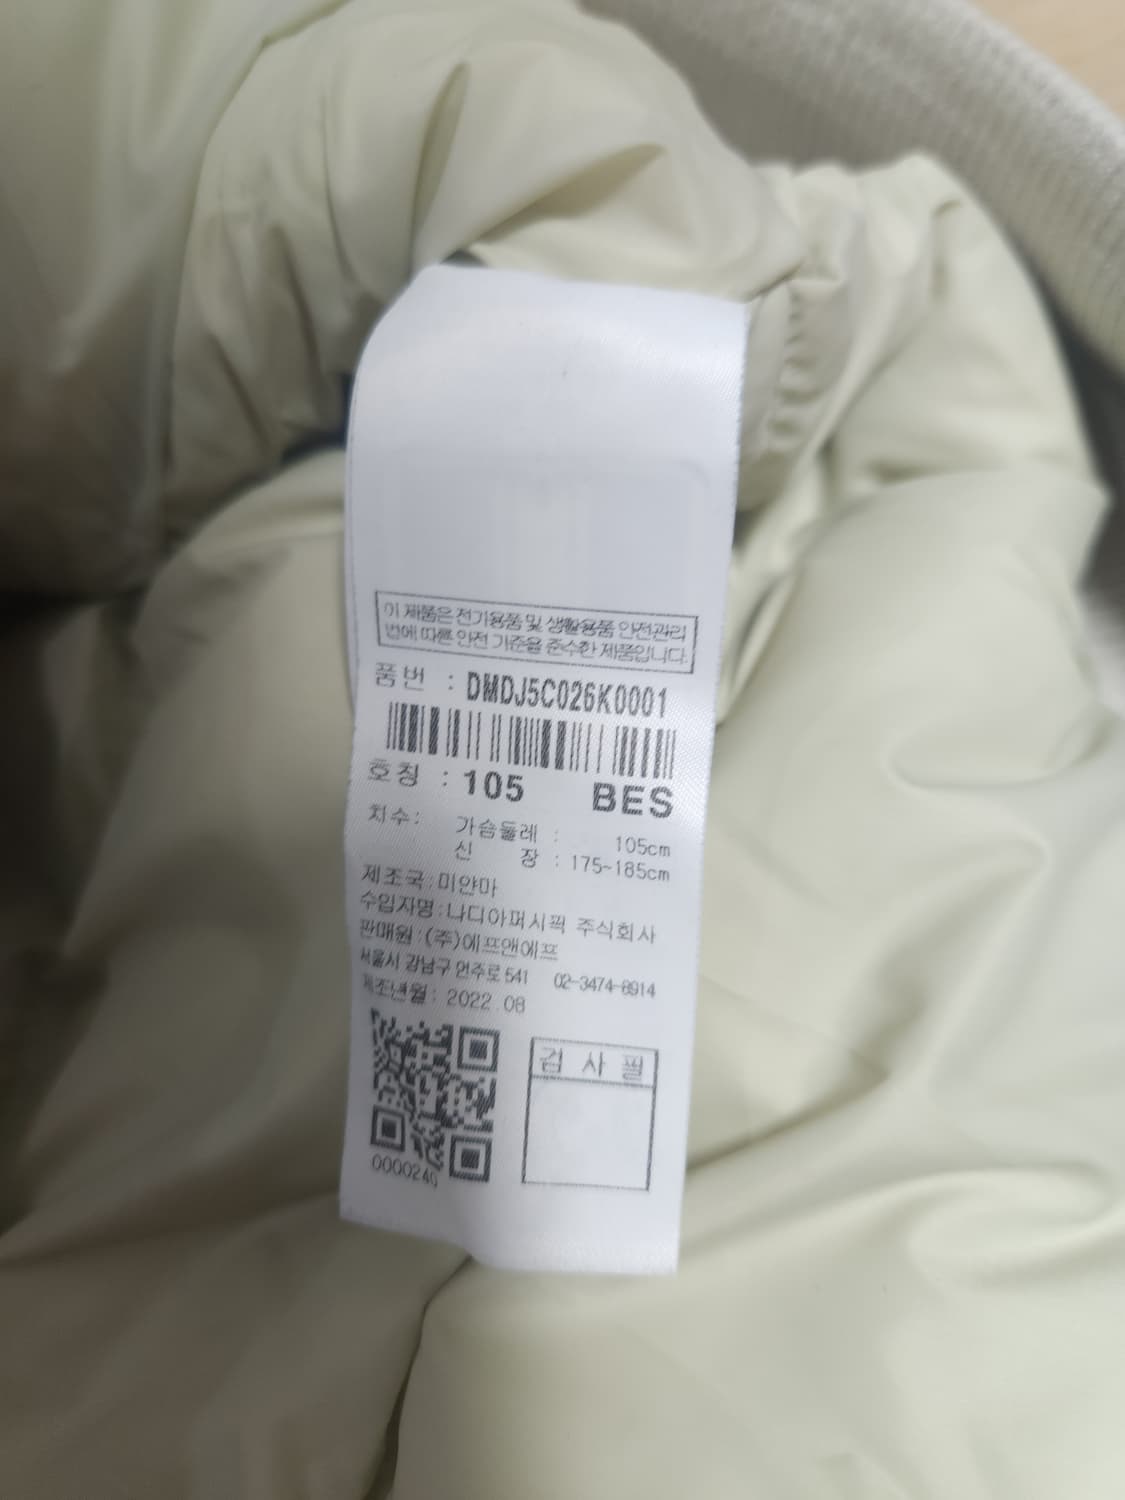 이 제품은 전기용품 및 생활용품 안전관리
법에 따른 안전 기준을 준수한 제품입니다.
품번 : DMDJ5C026K0001
호칭 : 105 BES
치수: 가슴둘레 : 105cm
신 장 : 175~185cm
제조국:미얀마
수입자명:나디아퍼시픽 주식회사
판매원:(주)에프앤에프
서울시 강남구 언주로 541 02-3474-8914
제조년월: 2022.08
검 사 필
0000240